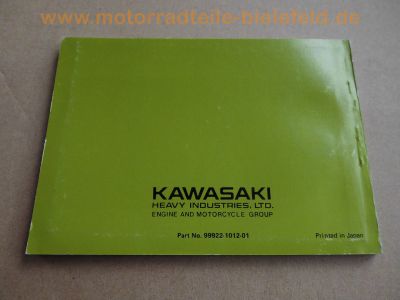 www.motorradteile-bielefeld.de
KAWASAKI
HEAVY INDUSTRIES, LTD.
ENGINE AND MOTORCYCLE GROUP
Part No. 99922-1012-01 Printed in Japan